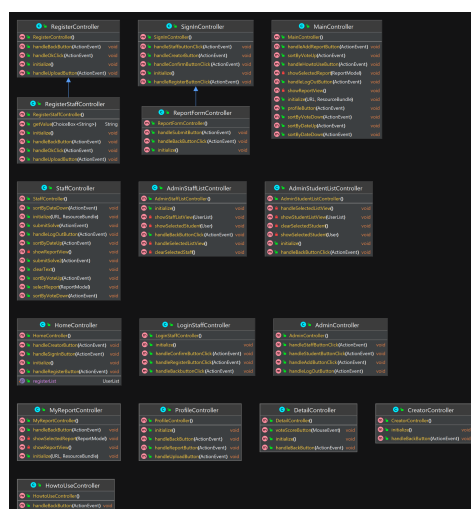 RegisterController
RegisterController()
handleBackButton(ActionEvent) void
handleOkClick(ActionEvent) void
initialize() void
handleUploadButton(ActionEvent) void
SignInController
SignInController()
handleStaffButtonClick(ActionEvent) void
handleCreatorButton(ActionEvent) void
handleConfirmButtonClick(ActionEvent) void
initialize() void
handleRegisterButtonClick(ActionEvent) void
MainController
MainController()
handleAddReportButton(ActionEvent) void
sortByVoteUp(ActionEvent) void
handleHowtouseButton(ActionEvent) void
showSelectedReport(ReportModel) void
handleLogOutButton(ActionEvent) void
showReportView() void
initialize(URL, ResourceBundle) void
profileButton(ActionEvent) void
sortByVoteDown(ActionEvent) void
sortByDateUp(ActionEvent) void
sortByDateDown(ActionEvent) void
RegisterStaffController
RegisterStaffController()
getValue(ChoiceBox<String>) String
initialize() void
handleBackButton(ActionEvent) void
handleOkClick(ActionEvent) void
handleUploadButton(ActionEvent) void
ReportFormController
ReportFormController()
handleSubmitButton(ActionEvent) void
handleBackButton(ActionEvent) void
initialize() void
StaffController
StaffController()
sortByDateDown(ActionEvent) void
initialize(URL, ResourceBundle) void
submitSolve(ActionEvent) void
handleLogOutButton(ActionEvent) void
sortByDateUp(ActionEvent) void
showReportView() void
clearText() void
sortByVoteUp(ActionEvent) void
selectReport(ReportModel) void
sortByVoteDown(ActionEvent) void
AdminStaffListController
AdminStaffListController()
initialize() void
showStaffListView(UserList) void
showSelectedStaff(User) void
handleBackButtonClick(ActionEvent) void
handleSelectedListView() void
clearSelectedStaff() void
AdminStudentListController
AdminStudentListController()
handleSelectedListView() void
showStudentListView(UserList) void
clearSelectedStudent() void
showSelectedStudent(User) void
initialize() void
handleBackButtonClick(ActionEvent) void
HomeController
HomeController()
handleCreatorButton(ActionEvent) void
handleSignInButton(ActionEvent) void
initialize() void
handleRegisterButton(ActionEvent) void
registerList UserList
LoginStaffController
LoginStaffController()
initialize() void
handleConfirmButtonClick(ActionEvent) void
handleRegisterButtonClick(ActionEvent) void
handleBackButtonClick(ActionEvent) void
AdminController
AdminController()
handleStaffButtonClick(ActionEvent) void
handleStudentButtonClick(ActionEvent) void
handleAddButtonClick(ActionEvent) void
handleLogOutButton(ActionEvent) void
MyReportController
MyReportController()
handleBackButton(ActionEvent) void
showSelectedReport(ReportModel) void
showReportView() void
initialize(URL, ResourceBundle) void
ProfileController
ProfileController()
initialize() void
handleBackButton(ActionEvent) void
handleReportButton(ActionEvent) void
handleUploadButton(ActionEvent) void
DetailController
DetailController()
voteScoreButton(MouseEvent) void
initialize() void
handleBackButton(ActionEvent) void
CreatorController
CreatorController()
initialize() void
handleBackButton(ActionEvent) void
HowtoUseController
HowtoUseController()
handleBackButton(ActionEvent) void